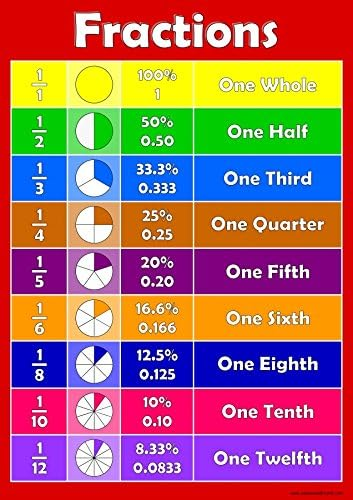 Fractions
1/1 100% 1 One Whole
1/2 50% 0.50 One Half
1/3 33.3% 0.333 One Third
1/4 25% 0.25 One Quarter
1/5 20% 0.20 One Fifth
1/6 16.6% 0.166 One Sixth
1/8 12.5% 0.125 One Eighth
1/10 10% 0.10 One Tenth
1/12 8.33% 0.0833 One Twelfth